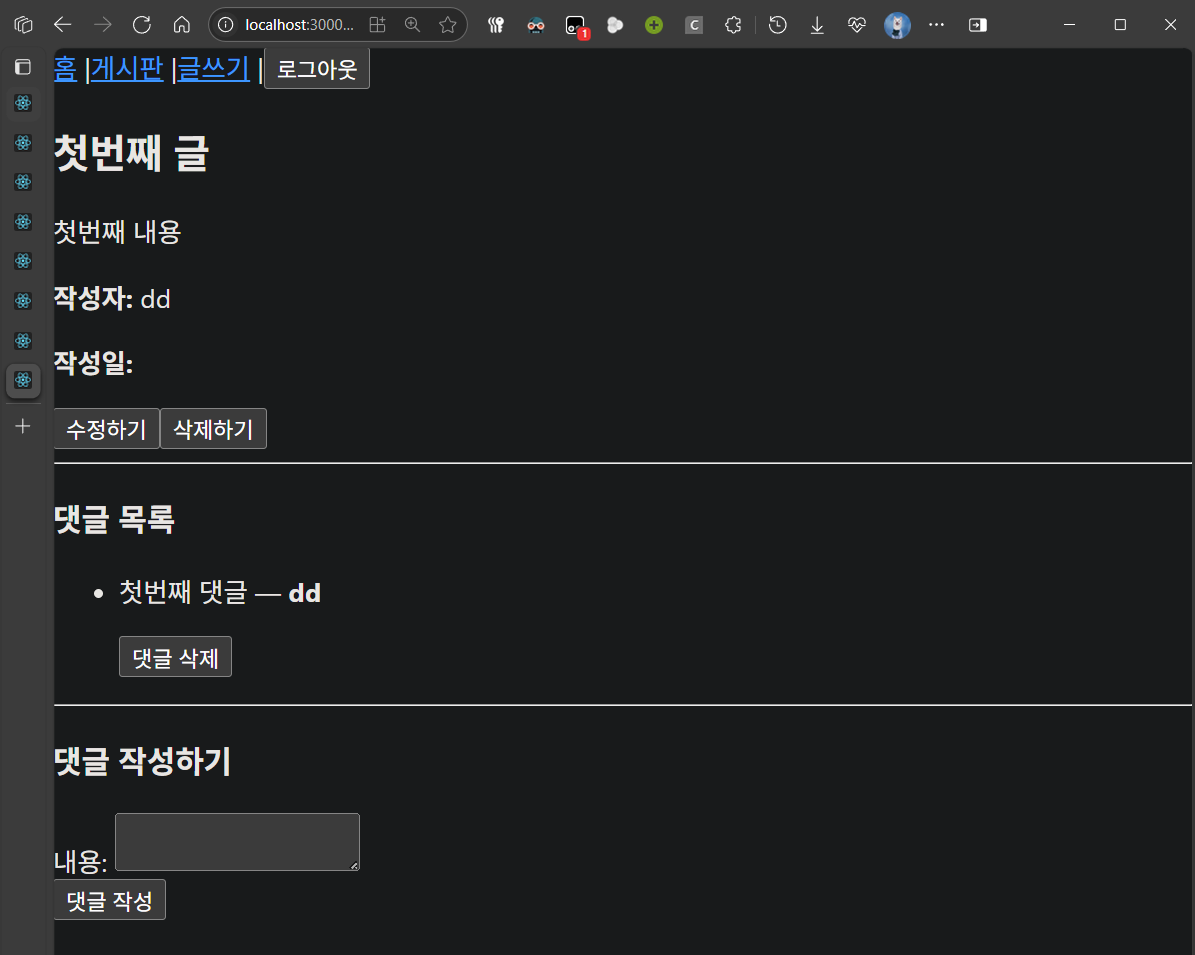 localhost:3000...
1
C
홈 |게시판 |글쓰기 |로그아웃
첫번째 글
첫번째 내용
작성자: dd
작성일:
수정하기 삭제하기
댓글 목록
• 첫번째 댓글 — dd
댓글 삭제
댓글 작성하기
내용:
댓글 작성